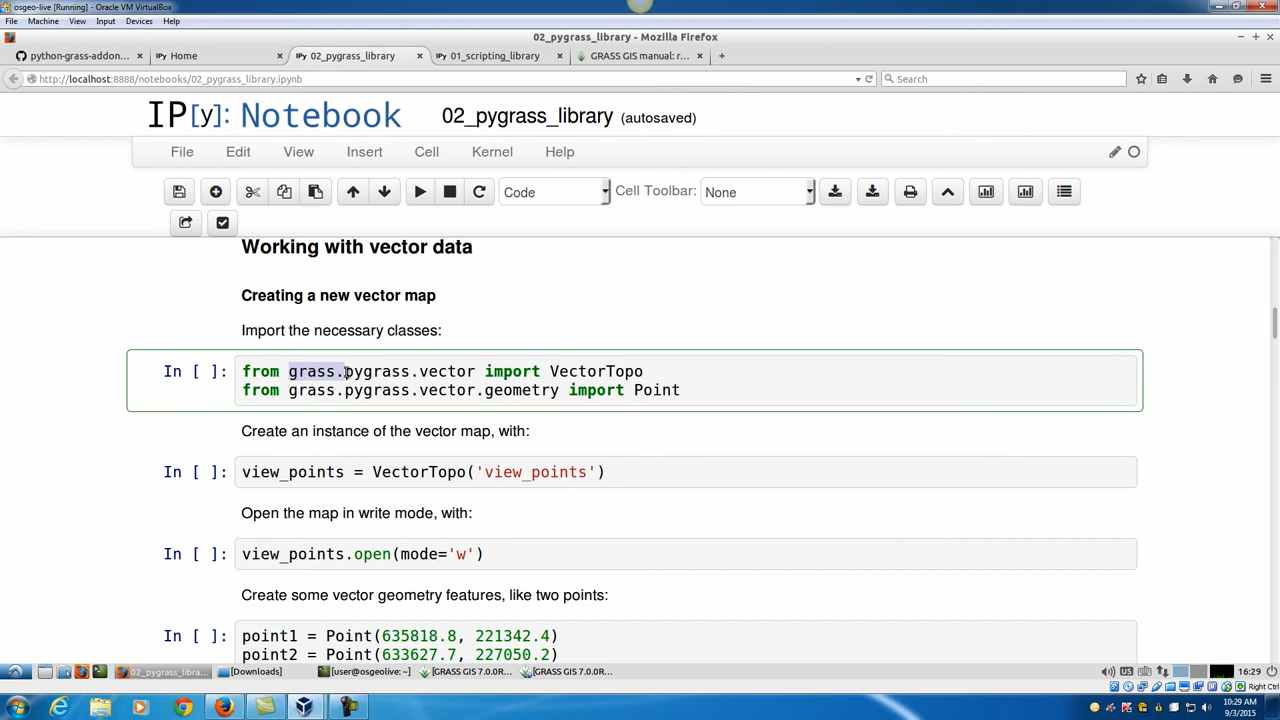 osgeo-live [Running] - Oracle VM VirtualBox
File Machine View Input Devices Help
02_pygrass_library - Mozilla Firefox
python-grass-addon... × IPy Home × IPy 02_pygrass_library × IPy 01_scripting_library × GRASS GIS manual: r... × +
http://localhost:8888/notebooks/02_pygrass_library.ipynb Search
IP[y]: Notebook 02_pygrass_library (autosaved)
File Edit View Insert Cell Kernel Help
Code Cell Toolbar: None
Working with vector data
Creating a new vector map
Import the necessary classes:
In [ ]: from grass.pygrass.vector import VectorTopo
from grass.pygrass.vector.geometry import Point
Create an instance of the vector map, with:
In [ ]: view_points = VectorTopo('view_points')
Open the map in write mode, with:
In [ ]: view_points.open(mode='w')
Create some vector geometry features, like two points:
In [ ]: point1 = Point(635818.8, 221342.4)
point2 = Point(633627.7, 227050.2)
02_pygrass_libra... [Downloads] [user@osgeolive: ~] [GRASS GIS 7.0.0R... [GRASS GIS 7.0.0R... US 16:29
Right Ctrl
10:29 AM
9/3/2015